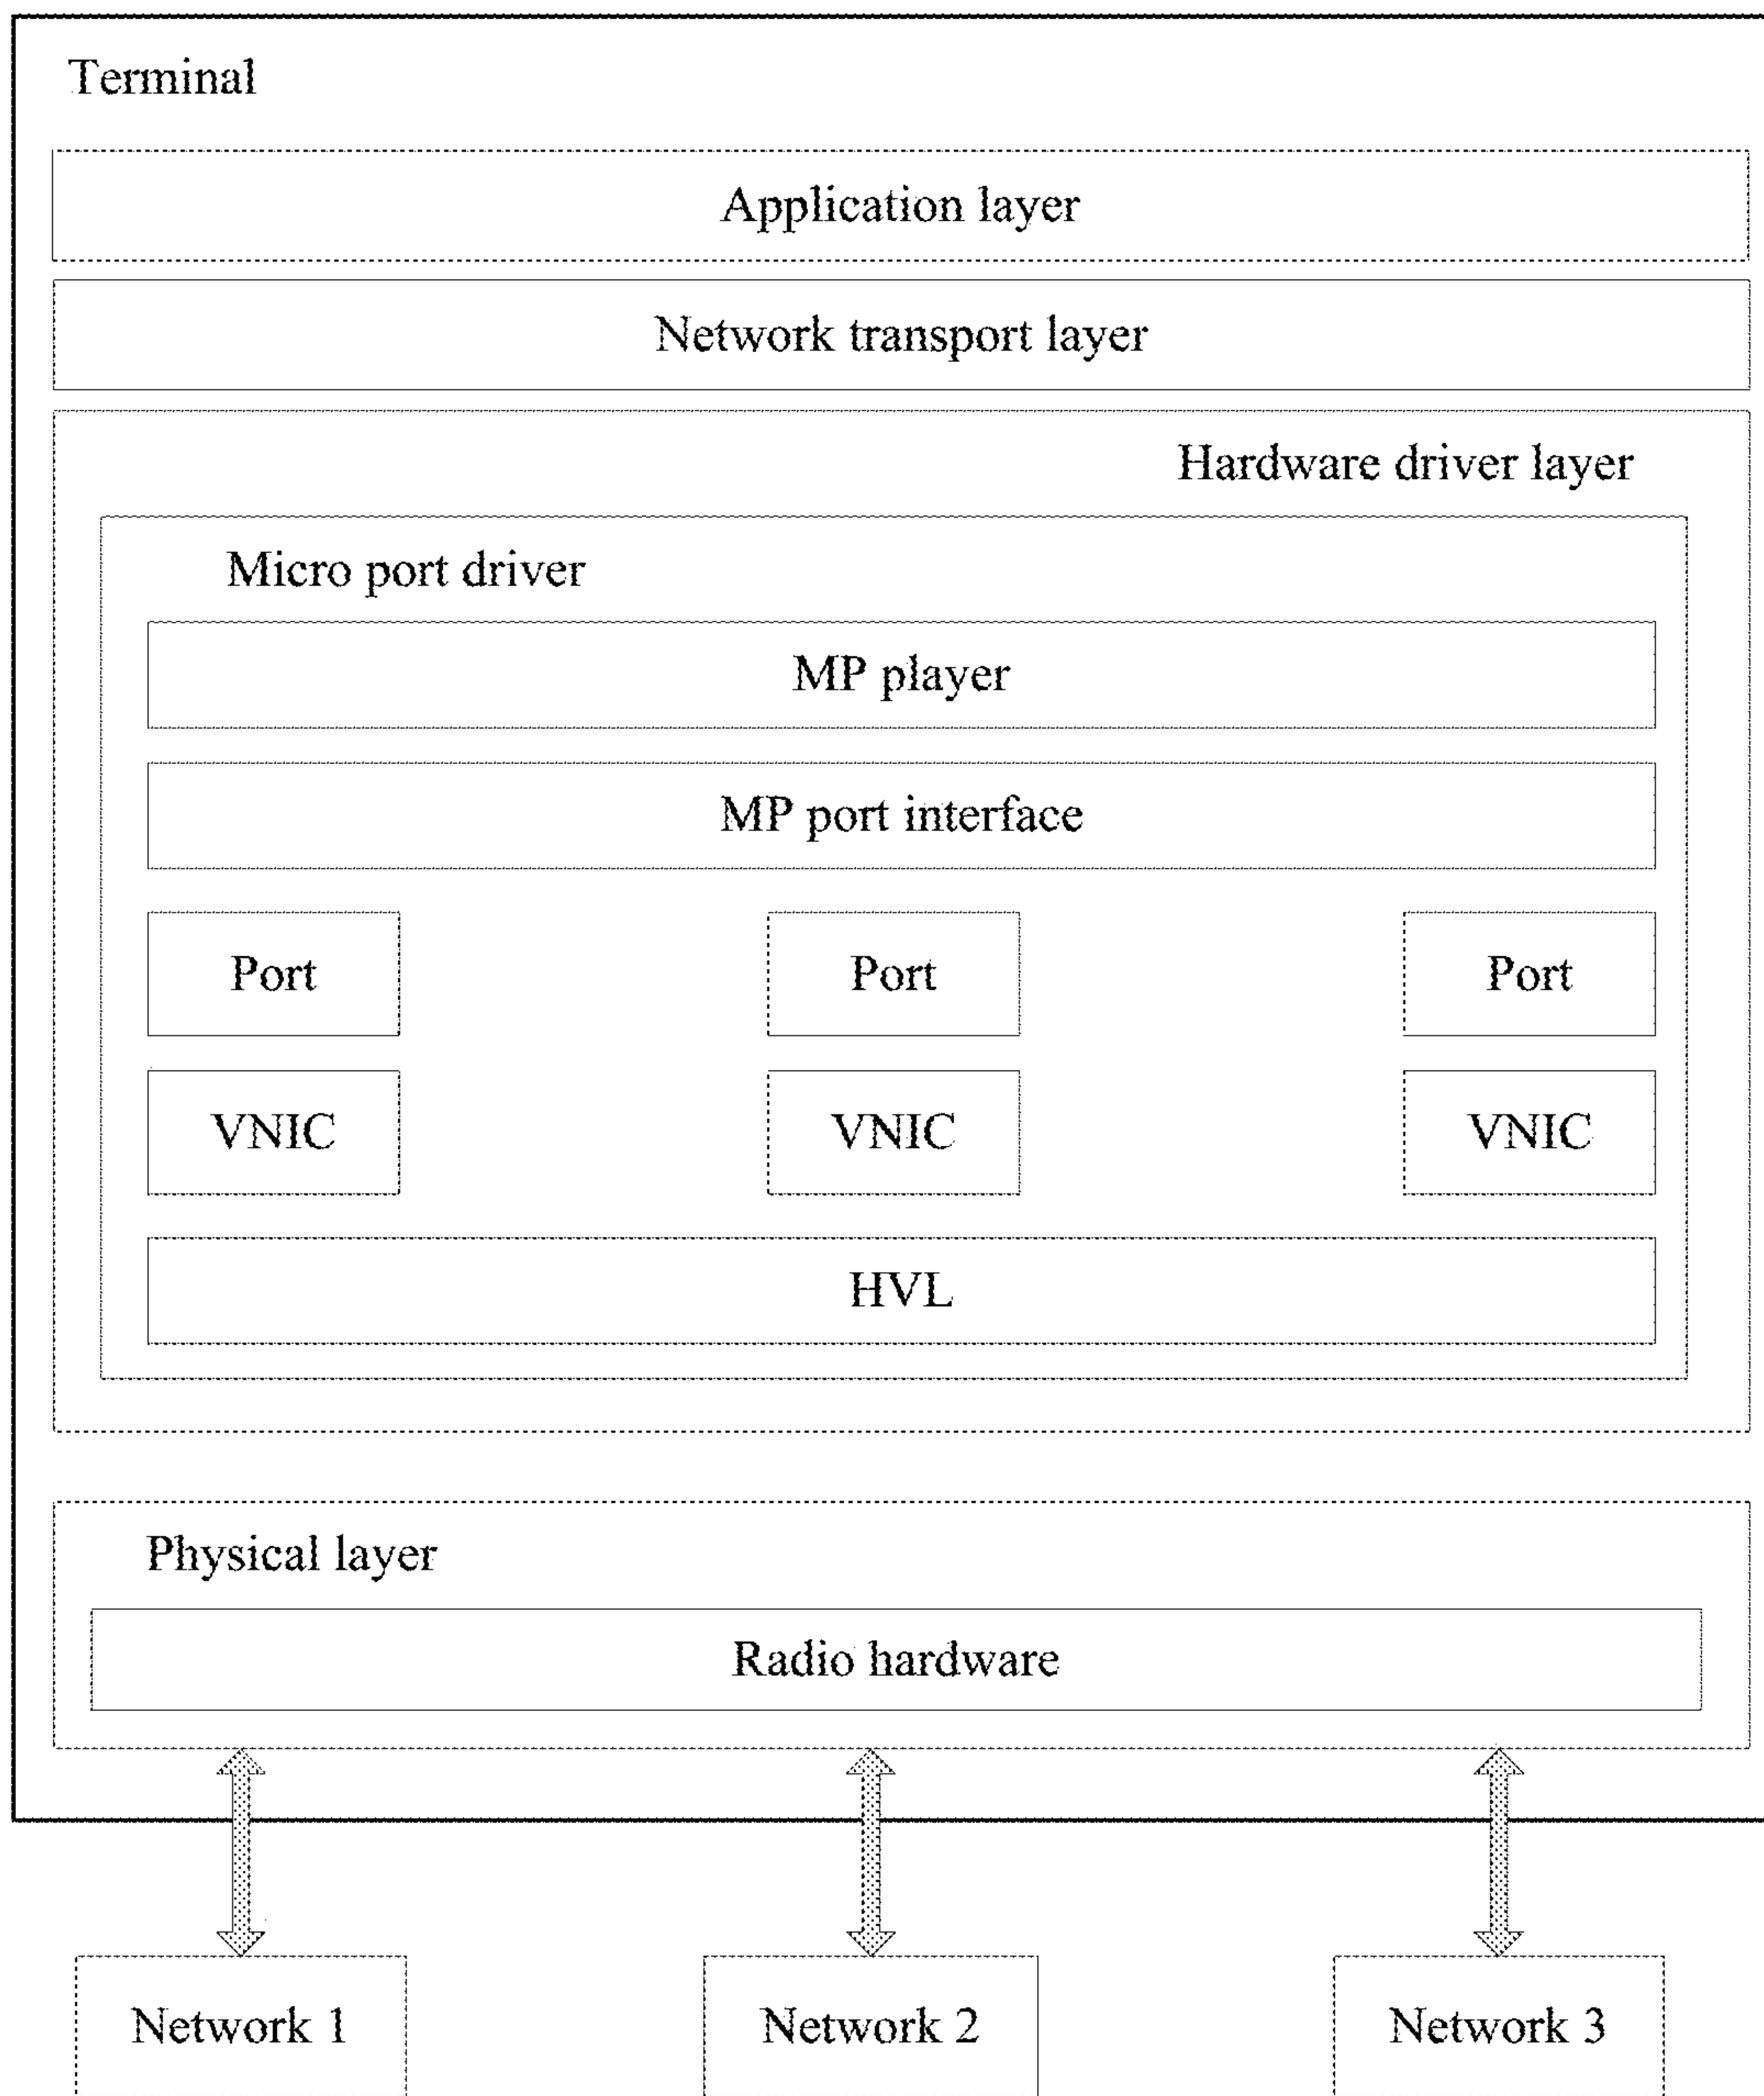 Terminal
Application layer
Network transport layer
Hardware driver layer
Micro port driver
MP player
MP port interface
Port Port Port
VNIC VNIC VNIC
HVL
Physical layer
Radio hardware
Network 1 Network 2 Network 3